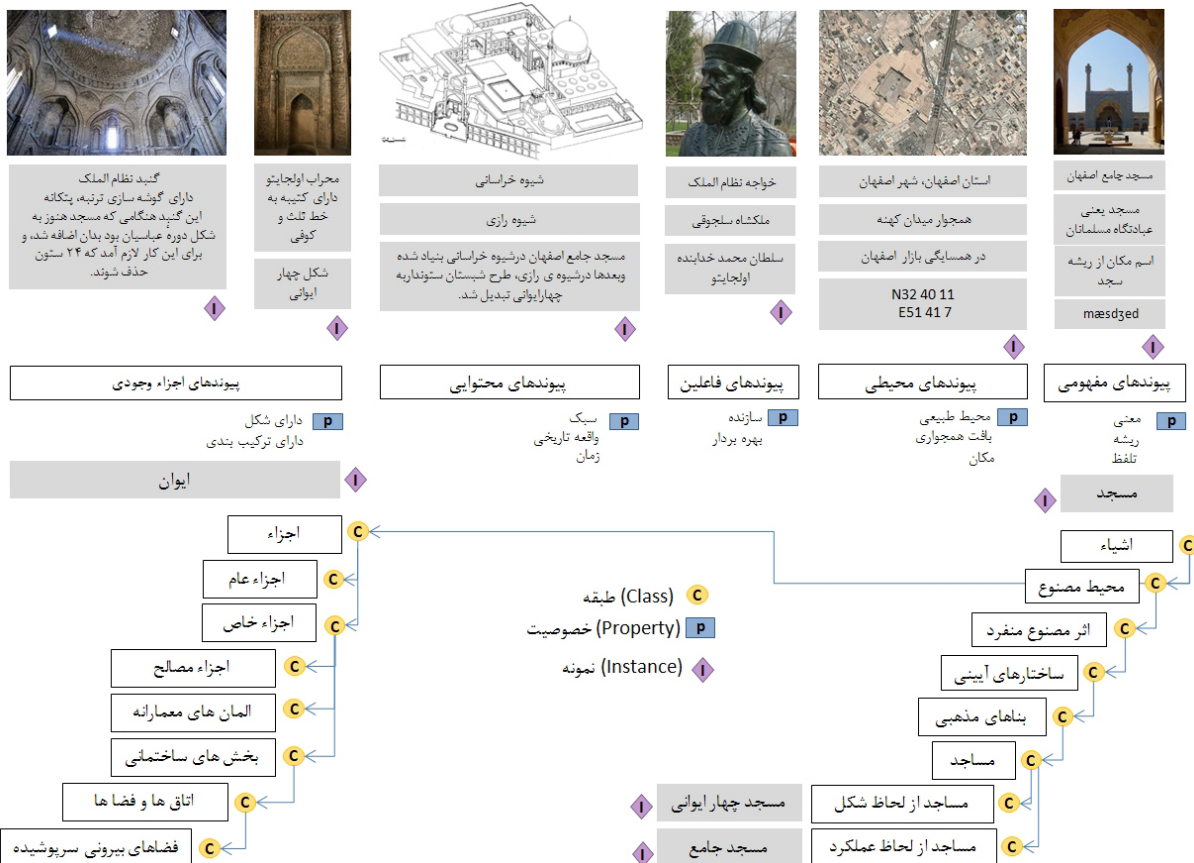 مسجد جامع اصفهان
مسجد یعنی
عبادتگاه مسلمانان
اسم مکان از ریشه
سجد
mæsdʒed
I
استان اصفهان، شهر اصفهان
همجوار میدان کهنه
در همسایگی بازار اصفهان
N32 40 11
E51 41 7
I
خواجه نظام الملک
ملکشاه سلجوقی
سلطان محمد خدابنده
اولجایتو
I
شیوه خراسانی
شیوه رازی
مسجد جامع اصفهان درشیوه خراسانی بنیاد شده
وبعدها درشیوه ی رازی، طرح شبستان ستونداربه
چهارایوانی تبدیل شد.
I
محراب اولجایتو
دارای کتیبه به
خط ثلث و
کوفی
شکل چهار
ایوانی
I
گنبد نظام الملک
دارای گوشه سازی ترنبه، پتکانه
این گنبد هنگامی که مسجد هنوز به
شکل دورهٔ عباسیان بود بدان اضافه شد، و
برای این کار لازم آمد که ۲۴ ستون
حذف شوند.
I
پیوندهای مفهومی
p
معنی
ریشه
تلفظ
پیوندهای محیطی
p
محیط طبیعی
بافت همجواری
مکان
پیوندهای فاعلین
p
سازنده
بهره بردار
پیوندهای محتوایی
p
سبک
واقعه تاریخی
زمان
پیوندهای اجزاء وجودی
p
دارای شکل
دارای ترکیب بندی
مسجد
I
ایوان
I
C
اشیاء
C
محیط مصنوع
C
اثر مصنوع منفرد
C
ساختارهای آیینی
C
بناهای مذهبی
C
مساجد
C
مساجد از لحاظ شکل
مسجد چهار ایوانی
I
C
مساجد از لحاظ عملکرد
مسجد جامع
I
C طبقه (Class)
p خصوصیت (Property)
I نمونه (Instance)
C
اجزاء
C
اجزاء عام
C
اجزاء خاص
C
اجزاء مصالح
C
المان های معمارانه
C
بخش های ساختمانی
C
اتاق ها و فضا ها
C
فضاهای بیرونی سرپوشیده